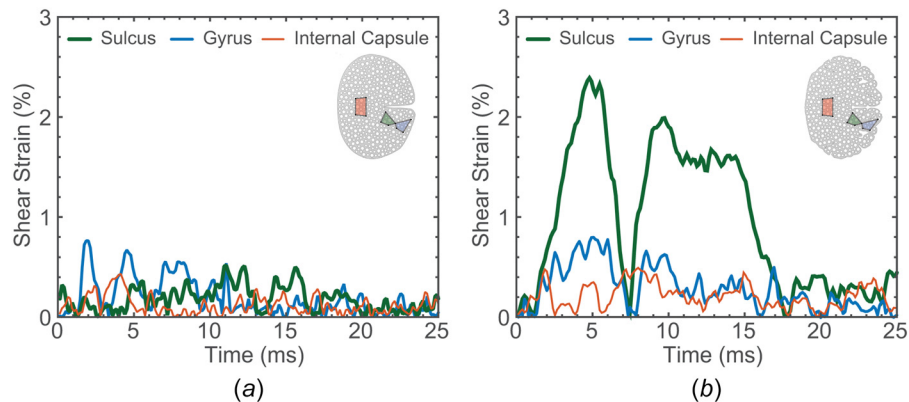 3
Sulcus Gyrus Internal Capsule
2
1
0
0 5 10 15 20 25
Shear Strain (%)
Time (ms)
(a)
3
Sulcus Gyrus Internal Capsule
2
1
0
0 5 10 15 20 25
Shear Strain (%)
Time (ms)
(b)